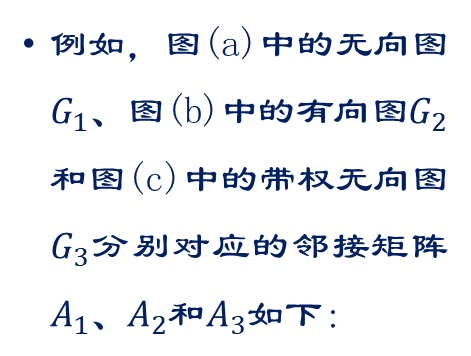 • 例如，图(a)中的无向图
G₁、图(b)中的有向图G₂
和图(c)中的带权无向图
G₃分别对应的邻接矩阵
A₁、A₂和A₃如下：